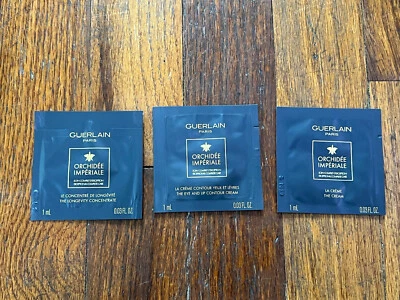 GUERLAIN
PARIS
ORCHIDÉE
IMPÉRIALE
LE CONCENTRÉ DE LONGÉVITÉ
THE LONGEVITY CONCENTRATE
1 mL 0.03 FL. OZ.
GUERLAIN
PARIS
ORCHIDÉE
IMPÉRIALE
LA CRÈME CONTOUR YEUX ET LÈVRES
THE EYE AND LIP CONTOUR CREAM
1 mL 0.03 FL. OZ.
GUERLAIN
PARIS
ORCHIDÉE
IMPÉRIALE
LA CRÈME
THE CREAM
1 mL 0.03 FL. OZ.